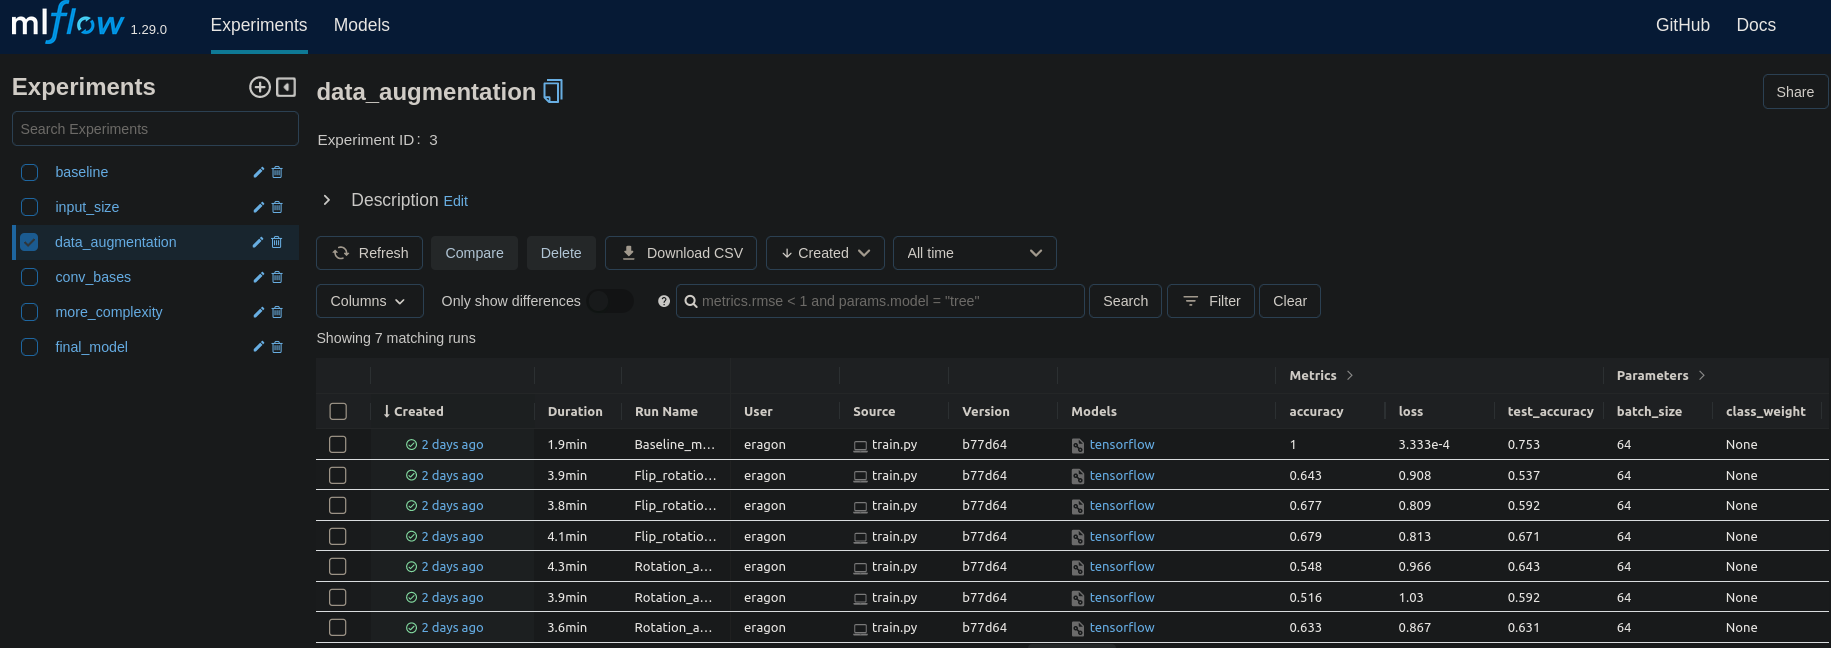 mlflow 1.29.0 Experiments Models GitHub Docs
Experiments
Search Experiments
baseline
input_size
data_augmentation
conv_bases
more_complexity
final_model
data_augmentation Share
Experiment ID: 3
Description Edit
Refresh Compare Delete Download CSV Created All time
Columns Only show differences metrics.rmse < 1 and params.model = "tree" Search Filter Clear
Showing 7 matching runs
Metrics Parameters
Created Duration Run Name User Source Version Models accuracy loss test_accuracy batch_size class_weight
2 days ago 1.9min Baseline_m... eragon train.py b77d64 tensorflow 1 3.333e-4 0.753 64 None
2 days ago 3.9min Flip_rotatio... eragon train.py b77d64 tensorflow 0.643 0.908 0.537 64 None
2 days ago 3.8min Flip_rotatio... eragon train.py b77d64 tensorflow 0.677 0.809 0.592 64 None
2 days ago 4.1min Flip_rotatio... eragon train.py b77d64 tensorflow 0.679 0.813 0.671 64 None
2 days ago 4.3min Rotation_a... eragon train.py b77d64 tensorflow 0.548 0.966 0.643 64 None
2 days ago 3.9min Rotation_a... eragon train.py b77d64 tensorflow 0.516 1.03 0.592 64 None
2 days ago 3.6min Rotation_a... eragon train.py b77d64 tensorflow 0.633 0.867 0.631 64 None